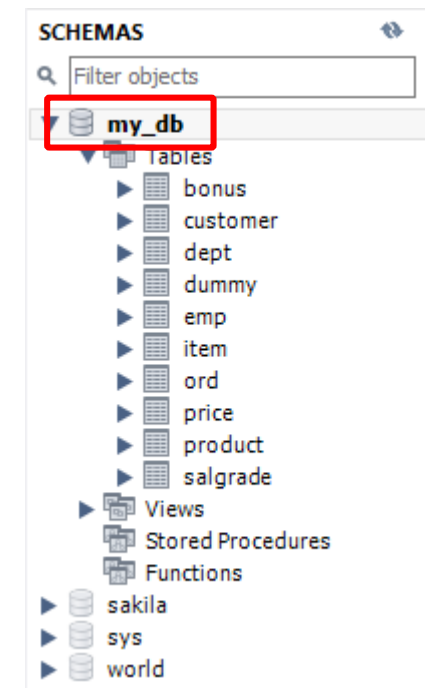 SCHEMAS
Filter objects
my_db
Tables
bonus
customer
dept
dummy
emp
item
ord
price
product
salgrade
Views
Stored Procedures
Functions
sakila
sys
world